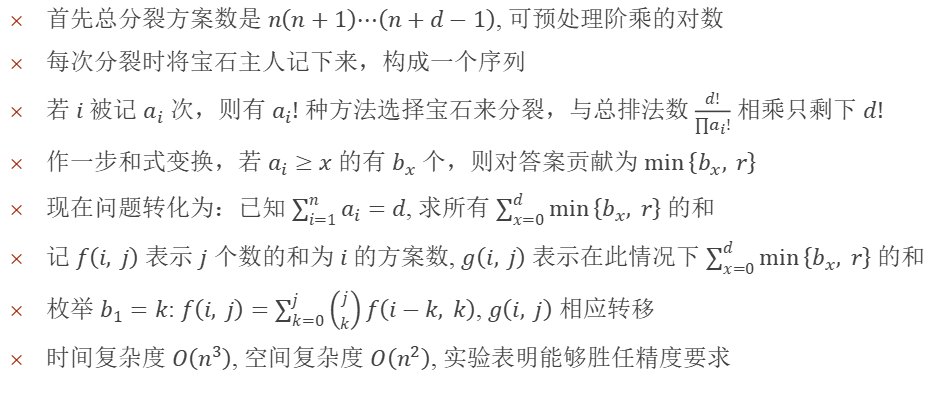 × 首先总分裂方案数是 n(n + 1)⋯(n + d − 1), 可预处理阶乘的对数
× 每次分裂时将宝石主人记下来，构成一个序列
× 若 i 被记 a_i 次，则有 a_i! 种方法选择宝石来分裂，与总排法数 \frac{d!}{∏a_i!} 相乘只剩下 d!
× 作一步和式变换，若 a_i ≥ x 的有 b_x 个，则对答案贡献为 min{b_x, r}
× 现在问题转化为：已知 ∑_{i=1}^{n} a_i = d, 求所有 ∑_{x=0}^{d} min{b_x, r} 的和
× 记 f(i, j) 表示 j 个数的和为 i 的方案数, g(i, j) 表示在此情况下 ∑_{x=0}^{d} min{b_x, r} 的和
× 枚举 b_1 = k: f(i, j) = ∑_{k=0}^{j} \binom{j}{k} f(i − k, k), g(i, j) 相应转移
× 时间复杂度 O(n^3), 空间复杂度 O(n^2), 实验表明能够胜任精度要求